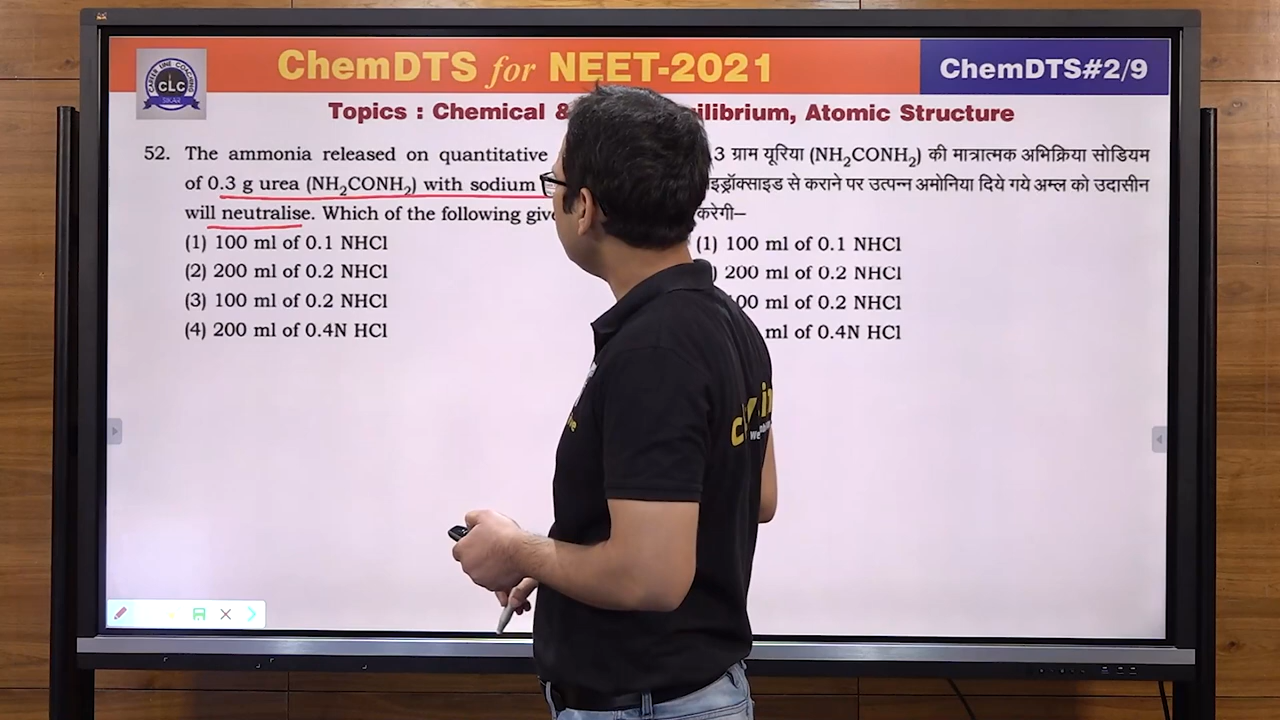 ChemDTS for NEET-2021
ChemDTS#2/9
CAREER LINE COACHING
CLC
SIKAR
Topics : Chemical & ilibrium, Atomic Structure
52. The ammonia released on quantitative
of 0.3 g urea (NH₂CONH₂) with sodium
will neutralise. Which of the following give
(1) 100 ml of 0.1 NHCl
(2) 200 ml of 0.2 NHCl
(3) 100 ml of 0.2 NHCl
(4) 200 ml of 0.4N HCl
.3 ग्राम यूरिया (NH₂CONH₂) की मात्रात्मक अभिक्रिया सोडियम
से कराने पर उत्पन्न अमोनिया दिये गये अम्ल को उदासीन
करेगी–
(1) 100 ml of 0.1 NHCl
) 200 ml of 0.2 NHCl
00 ml of 0.2 NHCl
ml of 0.4N HCl